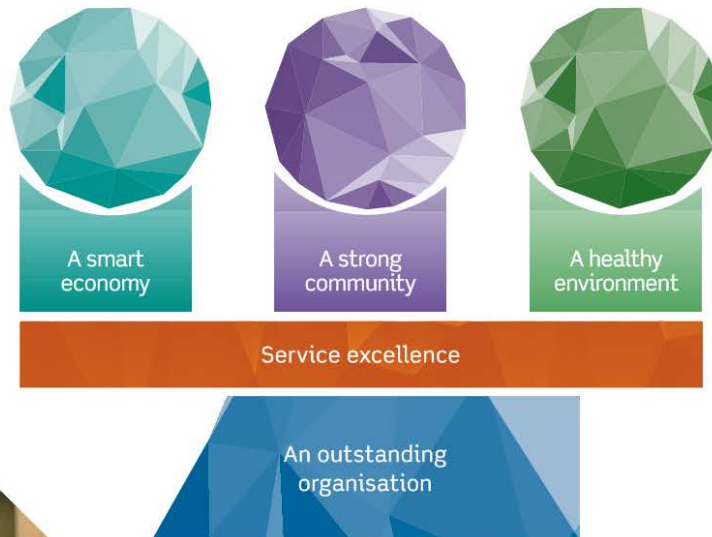 A smart
economy
A strong
community
A healthy
environment
Service excellence
An outstanding
organisation